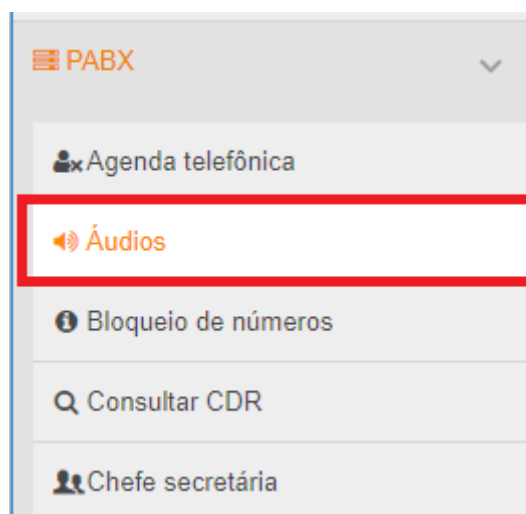 PABX
Agenda telefônica
Áudios
Bloqueio de números
Consultar CDR
Chefe secretária